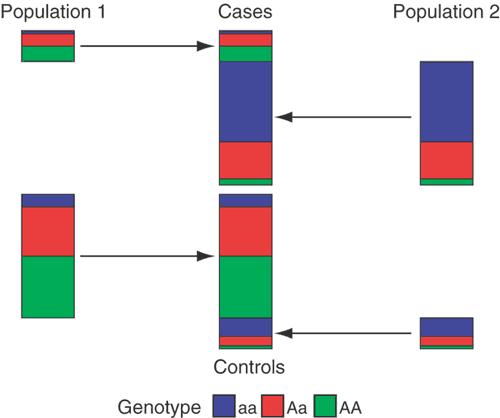 Population 1
Cases
Population 2
Controls
Genotype aa Aa AA